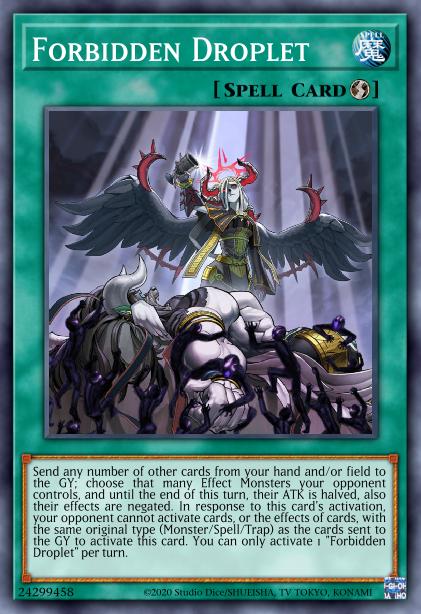 FORBIDDEN DROPLET
SPELL
魔
[SPELL CARD]
Send any number of other cards from your hand and/or field to
the GY; choose that many Effect Monsters your opponent
controls, and until the end of this turn, their ATK is halved, also
their effects are negated. In response to this card's activation,
your opponent cannot activate cards, or the effects of cards, with
the same original type (Monster/Spell/Trap) as the cards sent to
the GY to activate this card. You can only activate 1 "Forbidden
Droplet" per turn.
24299458
©2020 Studio Dice/SHUEISHA, TV TOKYO, KONAMI